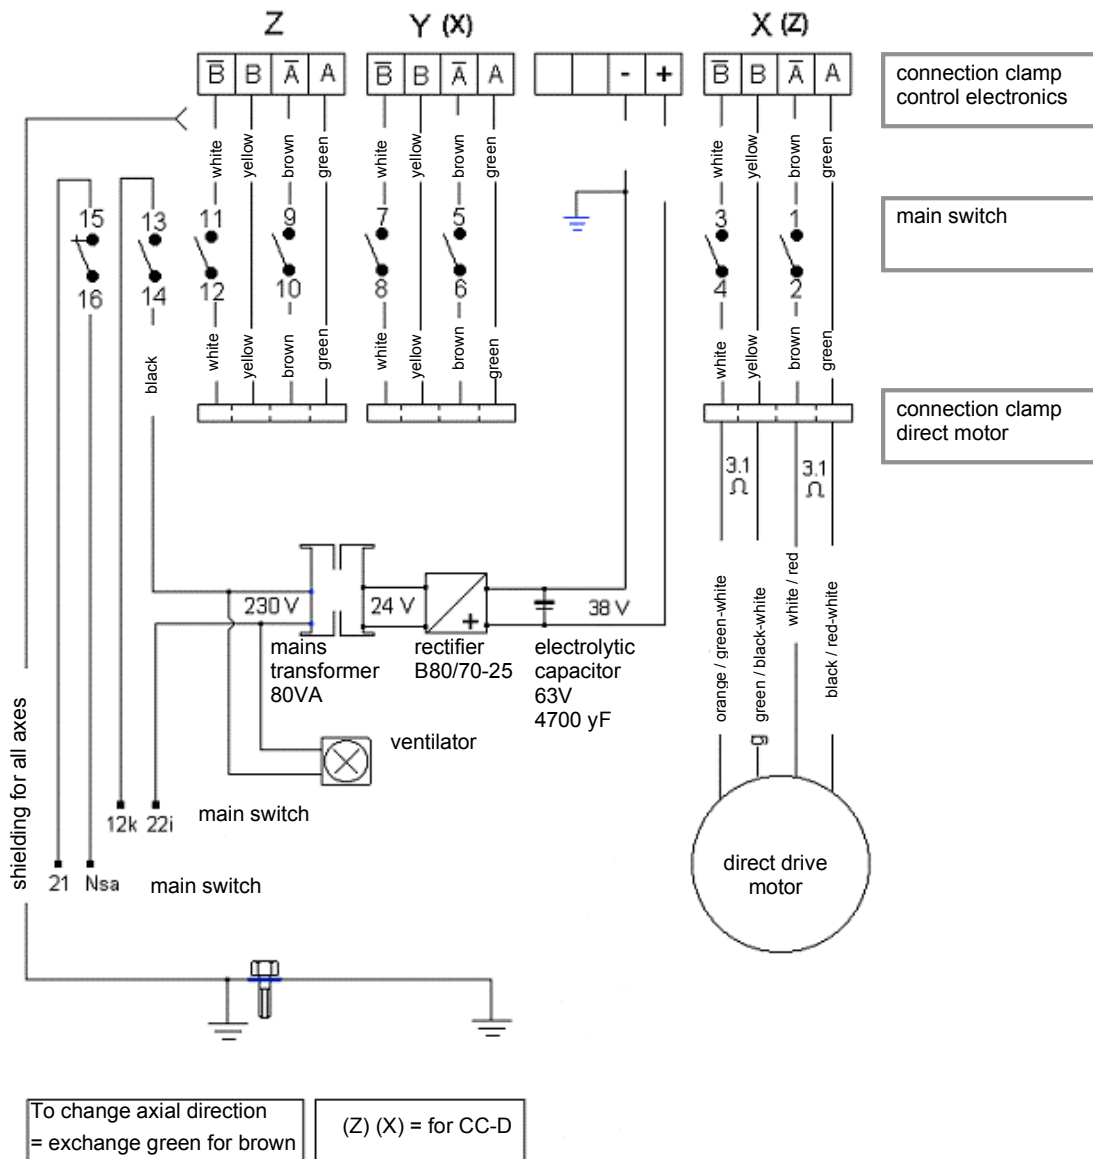 Z
Y (X)
X (Z)
B̅ B A̅ A
B̅ B A̅ A
- +
B̅ B A̅ A
connection clamp
control electronics
white
yellow
brown
green
white
yellow
brown
green
white
yellow
brown
green
main switch
15
13
11
9
7
5
3
1
16
14
12
10
8
6
4
2
black
white
yellow
brown
green
white
yellow
brown
green
white
yellow
brown
green
connection clamp
direct motor
3.1
Ω
3.1
Ω
230 V
24 V
+
38 V
mains
transformer
80VA
rectifier
B80/70-25
electrolytic
capacitor
63V
4700 yF
orange / green-white
green / black-white
g
white / red
black / red-white
ventilator
shielding for all axes
12k 22i
main switch
21 Nsa
main switch
direct drive
motor
To change axial direction
= exchange green for brown
(Z) (X) = for CC-D